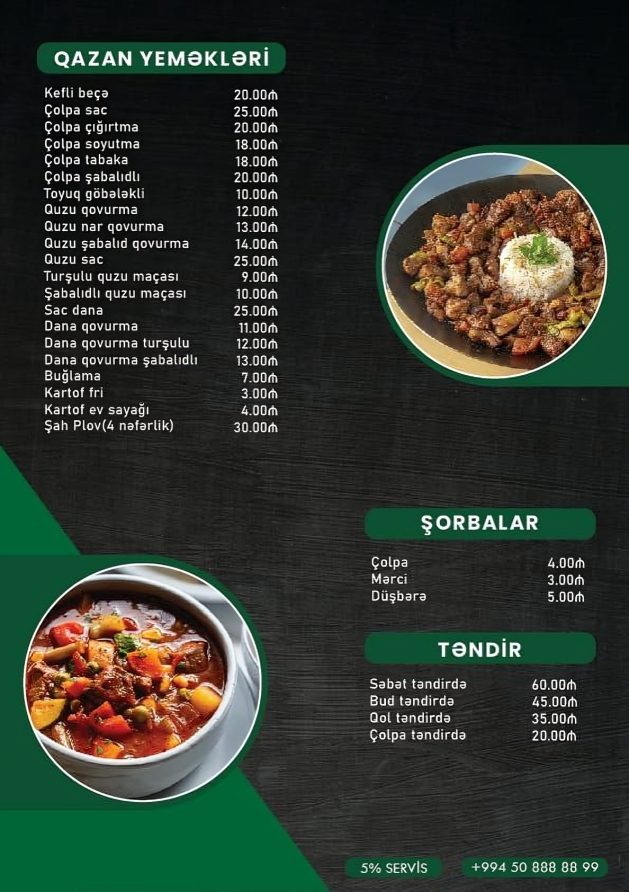 QAZAN YEMƏKLƏRİ
Kefli beçə 20.00₼
Çolpa sac 25.00₼
Çolpa çığırtma 20.00₼
Çolpa soyutma 18.00₼
Çolpa tabaka 18.00₼
Çolpa şabalıdlı 20.00₼
Toyuq göbələkli 10.00₼
Quzu qovurma 12.00₼
Quzu nar qovurma 13.00₼
Quzu şabalıd qovurma 14.00₼
Quzu sac 25.00₼
Turşulu quzu maçası 9.00₼
Şabalıdlı quzu maçası 10.00₼
Sac dana 25.00₼
Dana qovurma 11.00₼
Dana qovurma turşulu 12.00₼
Dana qovurma şabalıdlı 13.00₼
Buğlama 7.00₼
Kartof fri 3.00₼
Kartof ev sayağı 4.00₼
Şah Plov(4 nəfərlik) 30.00₼
ŞORBALAR
Çolpa 4.00₼
Mərci 3.00₼
Düşbərə 5.00₼
TƏNDİR
Səbət təndirdə 60.00₼
Bud təndirdə 45.00₼
Qol təndirdə 35.00₼
Çolpa təndirdə 20.00₼
5% SERVİS +994 50 888 88 99